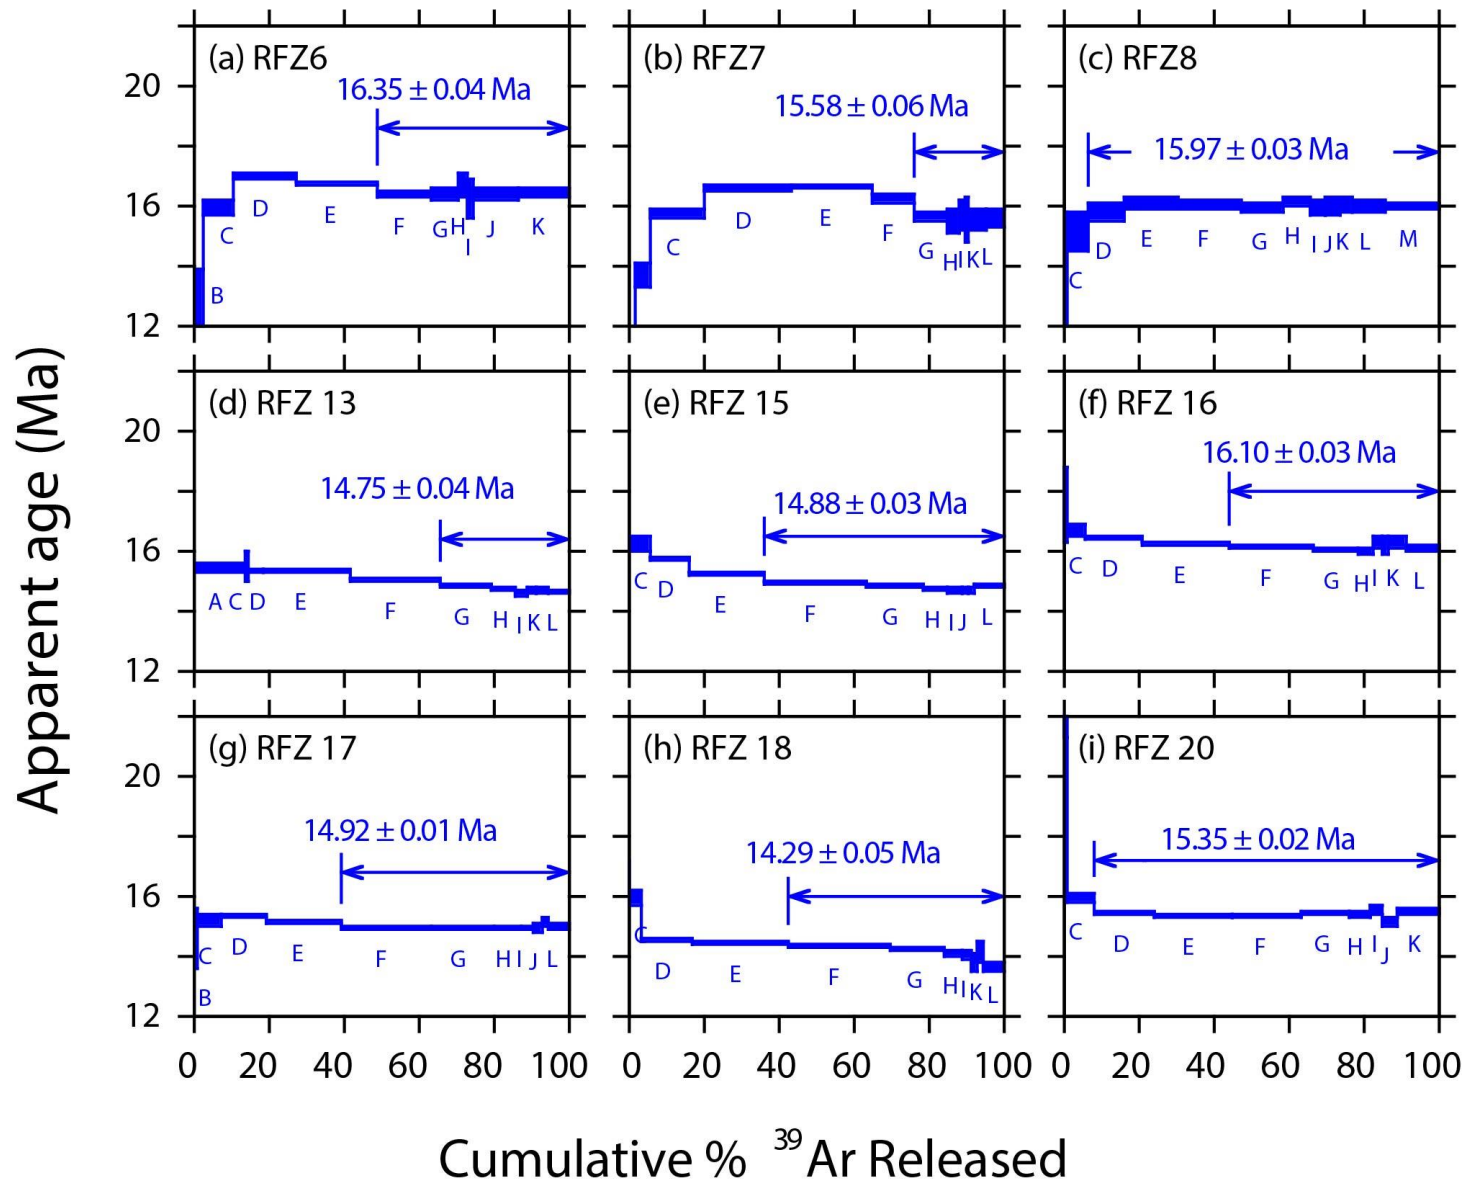 (a) RFZ6
16.35 ± 0.04 Ma
B C D E F G H I J K
(b) RFZ7
15.58 ± 0.06 Ma
C D E F G H I K L
(c) RFZ8
15.97 ± 0.03 Ma
C D E F G H I J K L M
20
16
12
(d) RFZ 13
14.75 ± 0.04 Ma
A C D E F G H I K L
(e) RFZ 15
14.88 ± 0.03 Ma
C D E F G H I J L
(f) RFZ 16
16.10 ± 0.03 Ma
C D E F G H I K L
20
16
12
(g) RFZ 17
14.92 ± 0.01 Ma
B C D E F G H I J L
(h) RFZ 18
14.29 ± 0.05 Ma
C D E F G H I K L
(i) RFZ 20
15.35 ± 0.02 Ma
C D E F G H I J K
20
16
12
0 20 40 60 80 100 0 20 40 60 80 100 0 20 40 60 80 100
Apparent age (Ma)
Cumulative % 39Ar Released